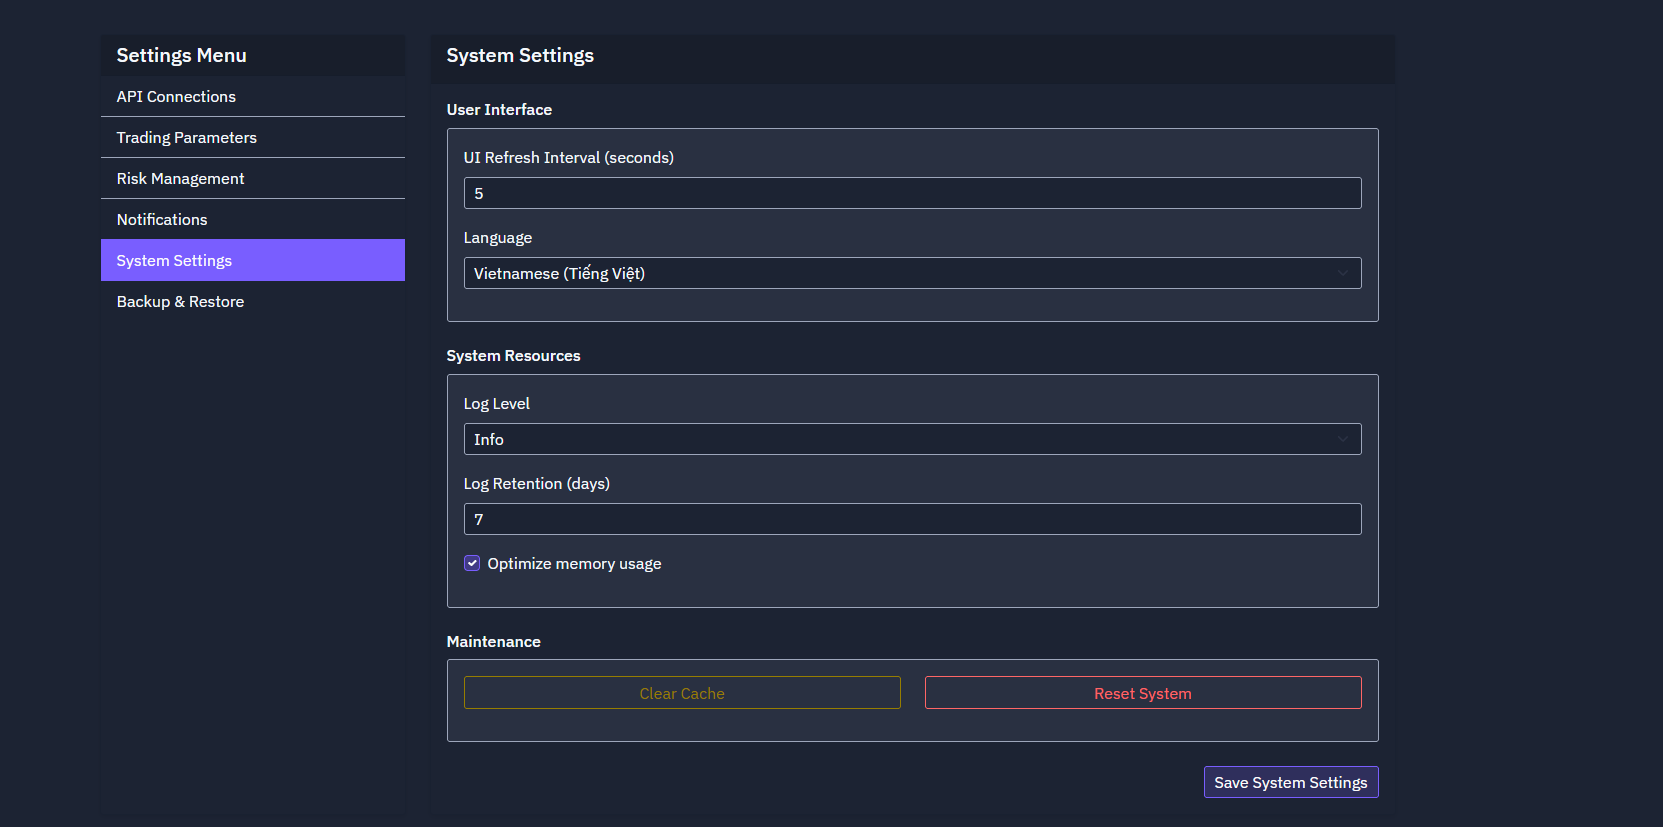 Settings Menu
API Connections
Trading Parameters
Risk Management
Notifications
System Settings
Backup & Restore
System Settings
User Interface
UI Refresh Interval (seconds)
5
Language
Vietnamese (Tiếng Việt)
System Resources
Log Level
Info
Log Retention (days)
7
Optimize memory usage
Maintenance
Clear Cache
Reset System
Save System Settings